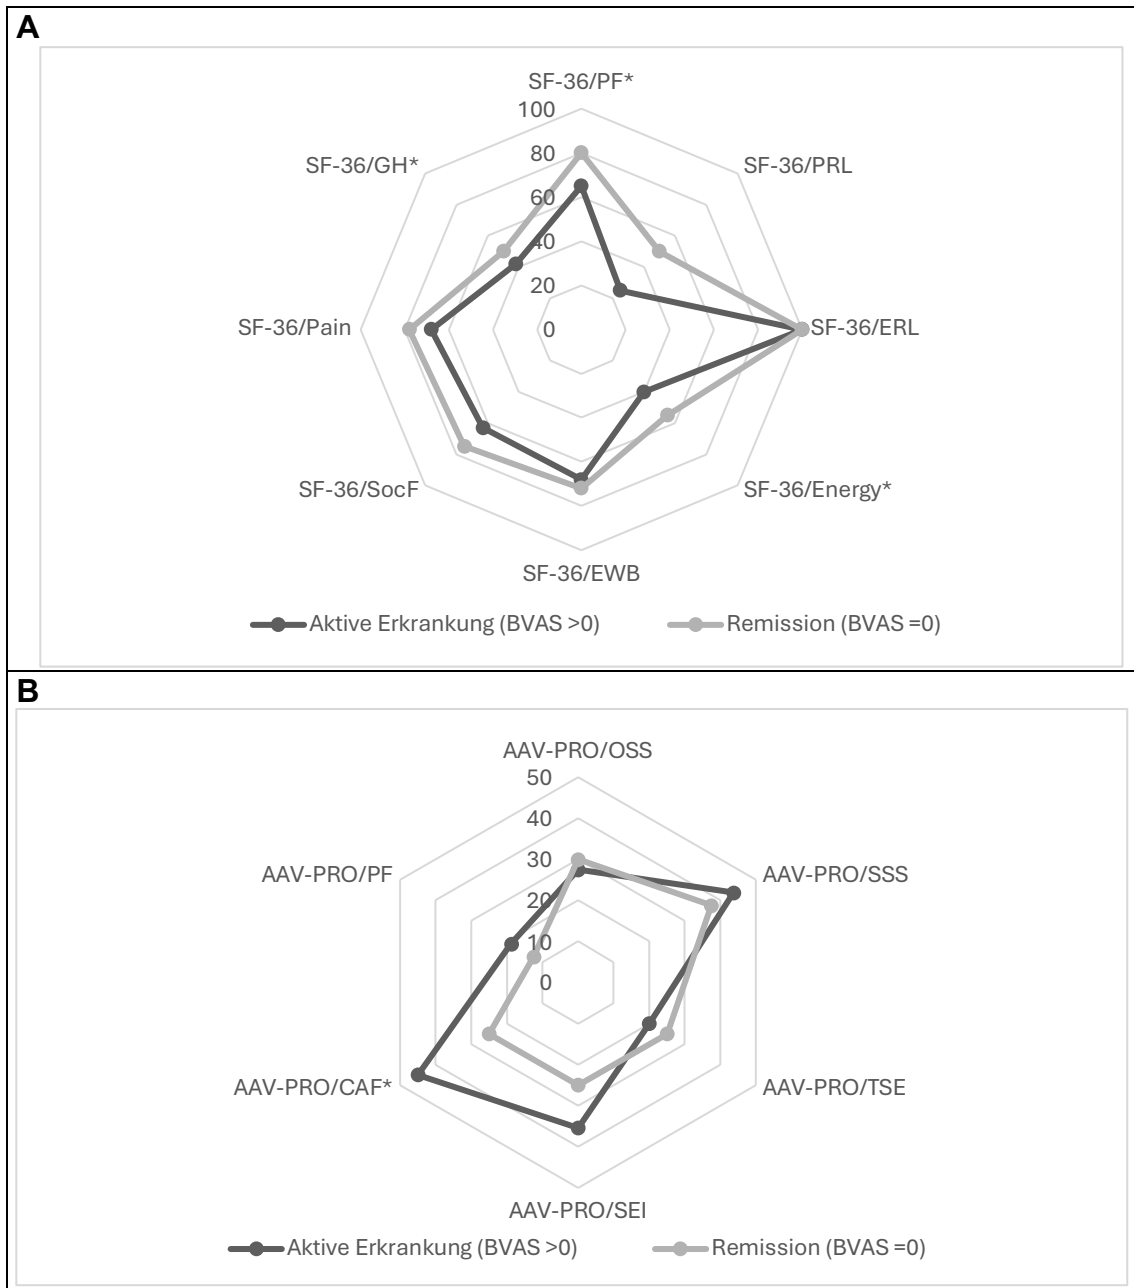 A
SF-36/PF*
100
SF-36/GH*
SF-36/PRL
80
60
40
20
SF-36/Pain
0
SF-36/ERL
SF-36/SocF
SF-36/Energy*
SF-36/EWB
Aktive Erkrankung (BVAS >0)
Remission (BVAS =0)
B
AAV-PRO/OSS
50
40
30
AAV-PRO/PF
AAV-PRO/SSS
20
10
0
AAV-PRO/CAF*
AAV-PRO/TSE
AAV-PRO/SEI
Aktive Erkrankung (BVAS >0)
Remission (BVAS =0)